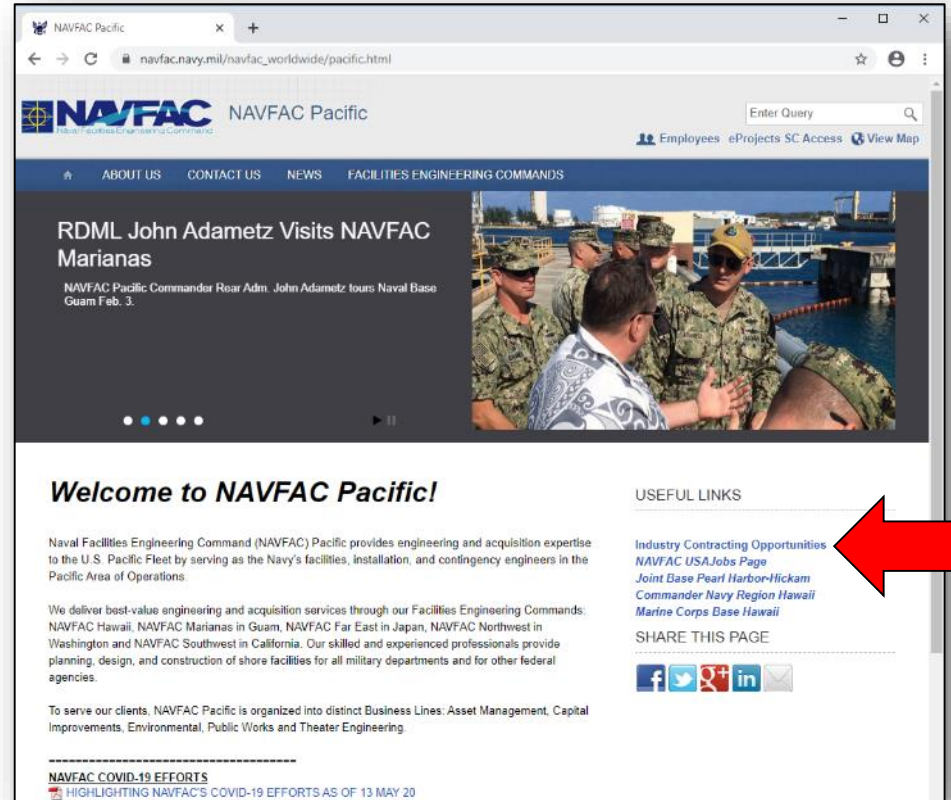 NAVFAC Pacific
navfac.navy.mil/navfac_worldwide/pacific.html
NAVFAC
Naval Facilities Engineering Command
NAVFAC Pacific
Enter Query
Employees eProjects SC Access View Map
ABOUT US CONTACT US NEWS FACILITIES ENGINEERING COMMANDS
RDML John Adametz Visits NAVFAC
Marianas
NAVFAC Pacific Commander Rear Adm. John Adametz tours Naval Base
Guam Feb. 3.
Welcome to NAVFAC Pacific!
Naval Facilities Engineering Command (NAVFAC) Pacific provides engineering and acquisition expertise
to the U.S. Pacific Fleet by serving as the Navy's facilities, installation, and contingency engineers in the
Pacific Area of Operations.
We deliver best-value engineering and acquisition services through our Facilities Engineering Commands:
NAVFAC Hawaii, NAVFAC Marianas in Guam, NAVFAC Far East in Japan, NAVFAC Northwest in
Washington and NAVFAC Southwest in California. Our skilled and experienced professionals provide
planning, design, and construction of shore facilities for all military departments and for other federal
agencies.
To serve our clients, NAVFAC Pacific is organized into distinct Business Lines: Asset Management, Capital
Improvements, Environmental, Public Works and Theater Engineering.
-------------------------------------
NAVFAC COVID-19 EFFORTS
HIGHLIGHTING NAVFAC'S COVID-19 EFFORTS AS OF 13 MAY 20
USEFUL LINKS
Industry Contracting Opportunities
NAVFAC USAJobs Page
Joint Base Pearl Harbor-Hickam
Commander Navy Region Hawaii
Marine Corps Base Hawaii
SHARE THIS PAGE